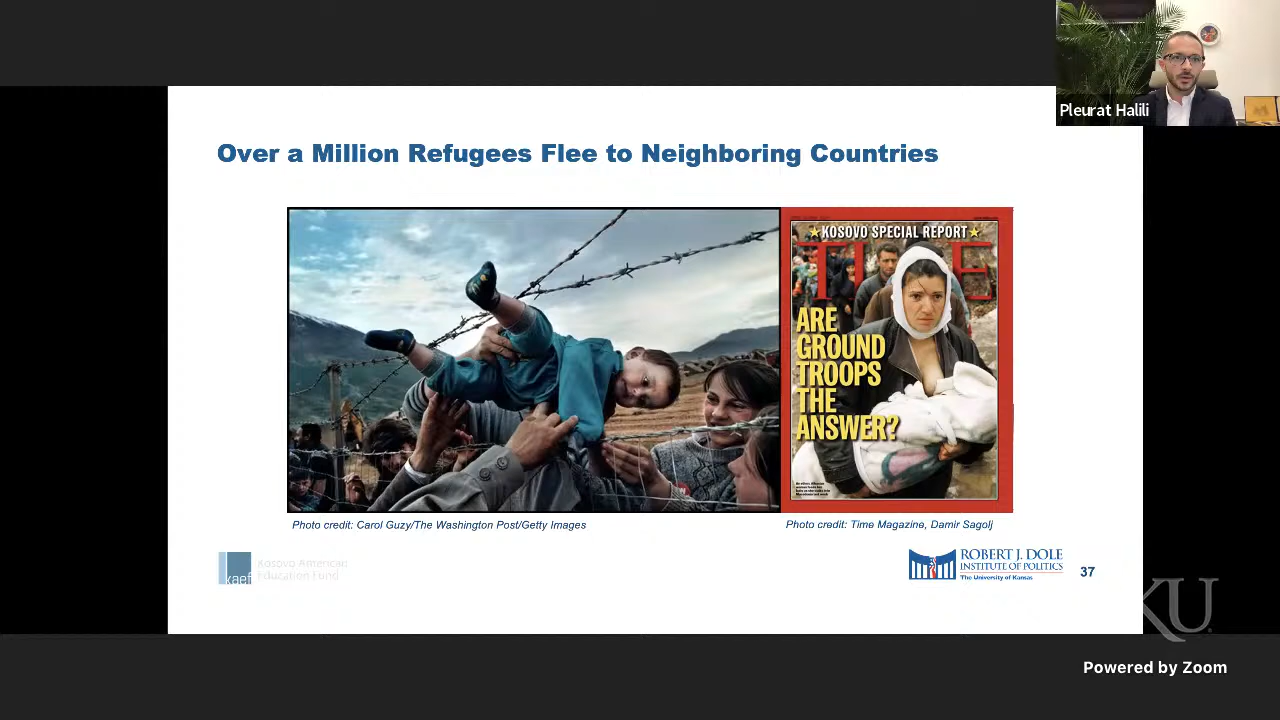 Pleurat Halili
Over a Million Refugees Flee to Neighboring Countries
★KOSOVO SPECIAL REPORT★
TIME
ARE
GROUND
TROOPS
THE
ANSWER?
Photo credit: Carol Guzy/The Washington Post/Getty Images
Photo credit: Time Magazine, Damir Sagolj
kaef
Kosovo American
Education Fund
ROBERT J. DOLE
INSTITUTE OF POLITICS
The University of Kansas
37
KU
Powered by Zoom